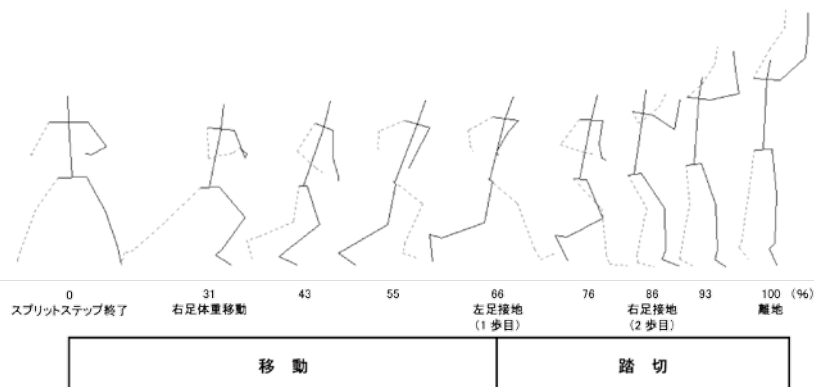 0 31 43 55 66 76 86 93 100 (%)
スプリットステップ終了 右足体重移動 左足接地 右足接地 離地
(1歩目) (2歩目)
移動 踏切